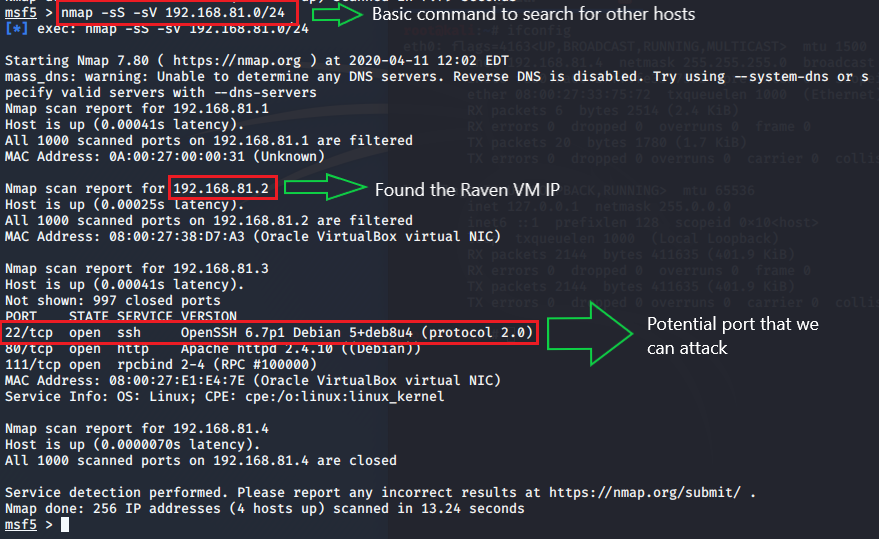 msf5 > nmap -sS -sV 192.168.81.0/24
Basic command to search for other hosts
[*] exec: nmap -sS -sV 192.168.81.0/24
Starting Nmap 7.80 ( https://nmap.org ) at 2020-04-11 12:02 EDT
mass_dns: warning: Unable to determine any DNS servers. Reverse DNS is disabled. Try using --system-dns or s
pecify valid servers with --dns-servers
Nmap scan report for 192.168.81.1
Host is up (0.00041s latency).
All 1000 scanned ports on 192.168.81.1 are filtered
MAC Address: 0A:00:27:00:00:31 (Unknown)
Nmap scan report for 192.168.81.2
Found the Raven VM IP
Host is up (0.00025s latency).
All 1000 scanned ports on 192.168.81.2 are filtered
MAC Address: 08:00:27:38:D7:A3 (Oracle VirtualBox virtual NIC)
Nmap scan report for 192.168.81.3
Host is up (0.00041s latency).
Not shown: 997 closed ports
PORT STATE SERVICE VERSION
22/tcp open ssh OpenSSH 6.7p1 Debian 5+deb8u4 (protocol 2.0)
Potential port that we
can attack
80/tcp open http Apache httpd 2.4.10 ((Debian))
111/tcp open rpcbind 2-4 (RPC #100000)
MAC Address: 08:00:27:E1:E4:7E (Oracle VirtualBox virtual NIC)
Service Info: OS: Linux; CPE: cpe:/o:linux:linux_kernel
Nmap scan report for 192.168.81.4
Host is up (0.0000070s latency).
All 1000 scanned ports on 192.168.81.4 are closed
Service detection performed. Please report any incorrect results at https://nmap.org/submit/ .
Nmap done: 256 IP addresses (4 hosts up) scanned in 13.24 seconds
msf5 >